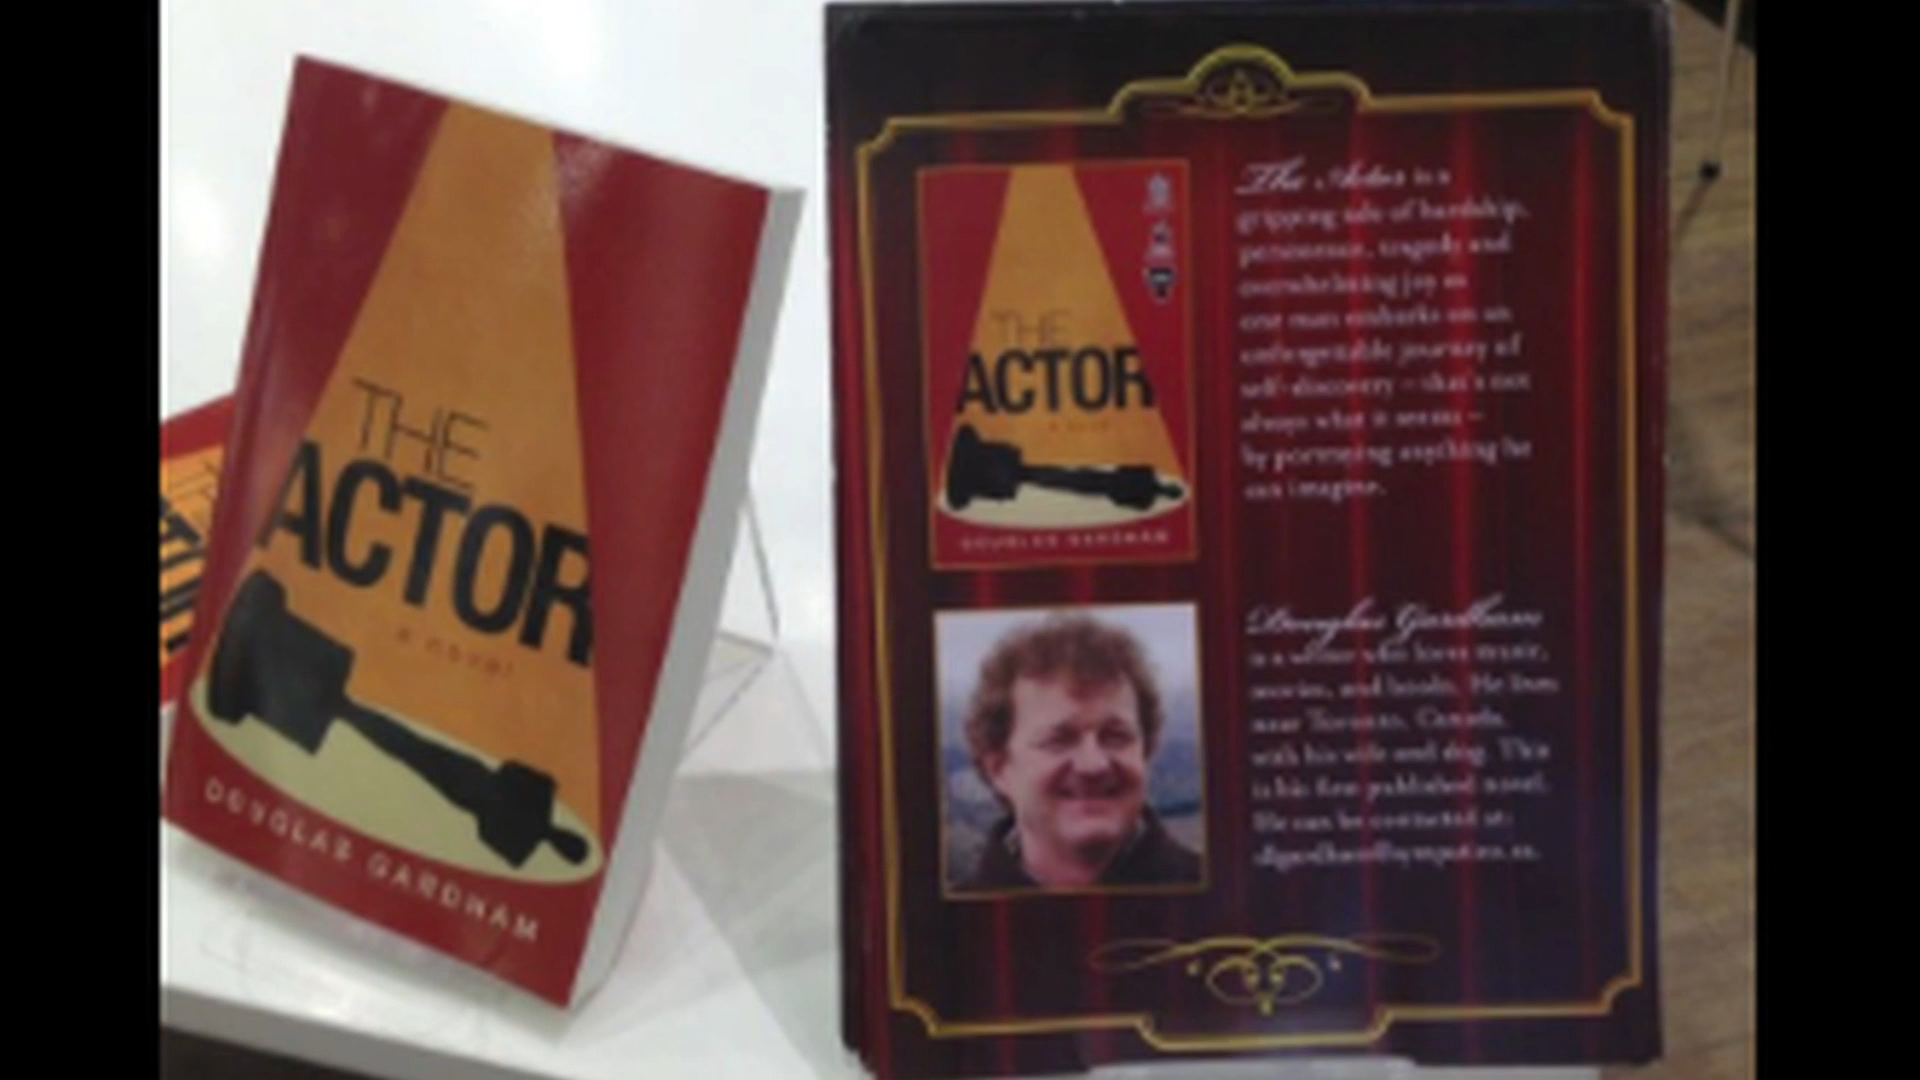 THE
ACTOR
a novel
DOUGLAS GARDHAM
THE
ACTOR
a novel
DOUGLAS GARDHAM
The Actor is a
gripping tale of hardship,
persistence, tragedy and
overwhelming joy as
one man embarks on an
unforgettable journey of
self-discovery – that's not
always what it seems –
by portraying anything he
can imagine.
Douglas Gardham
is a writer who loves music,
stories, and books. He lives
near Toronto, Canada,
with his wife and dog. This
is his first published novel.
He can be contacted at: